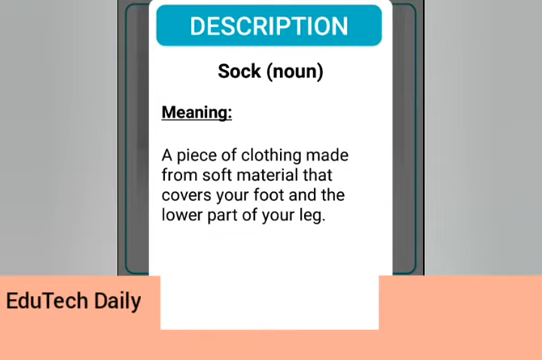 DESCRIPTION
Sock (noun)
Meaning:
A piece of clothing made
from soft material that
covers your foot and the
lower part of your leg.
EduTech Daily